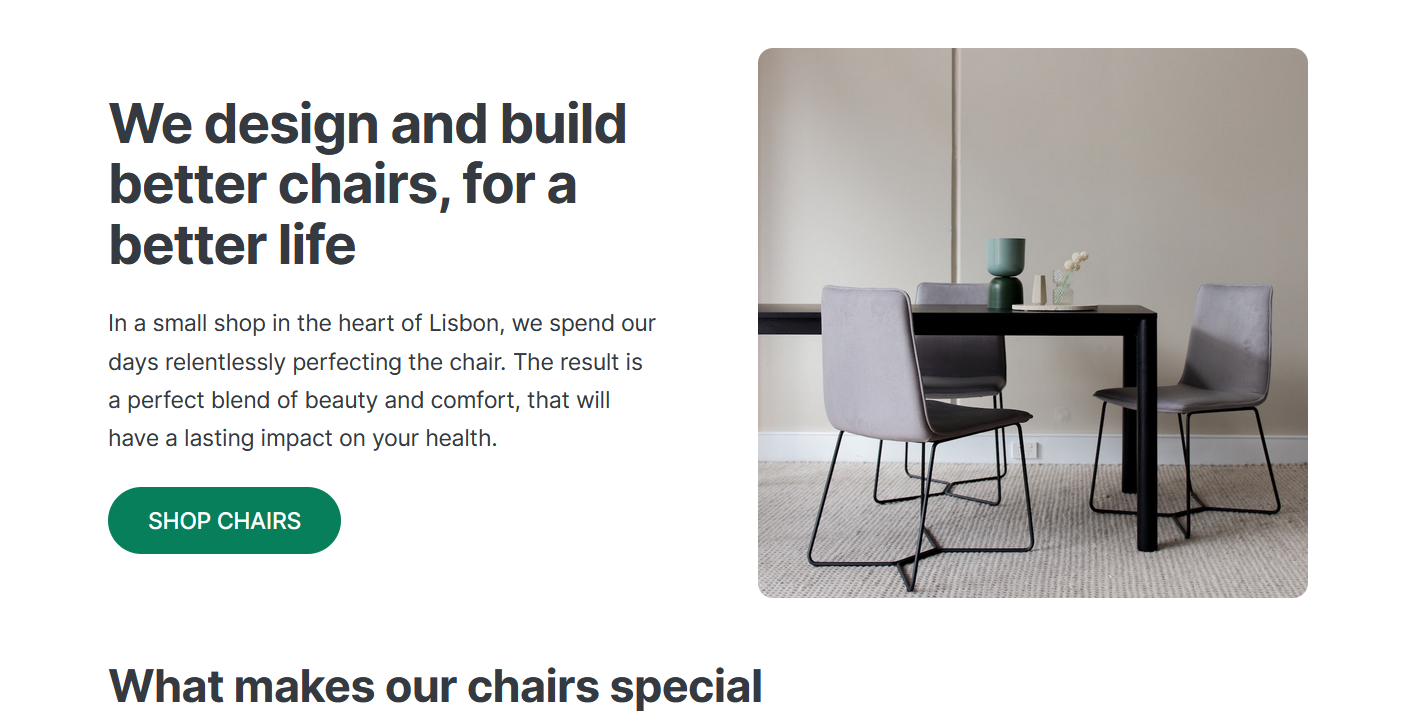 We design and build
better chairs, for a
better life
In a small shop in the heart of Lisbon, we spend our
days relentlessly perfecting the chair. The result is
a perfect blend of beauty and comfort, that will
have a lasting impact on your health.
SHOP CHAIRS
What makes our chairs special